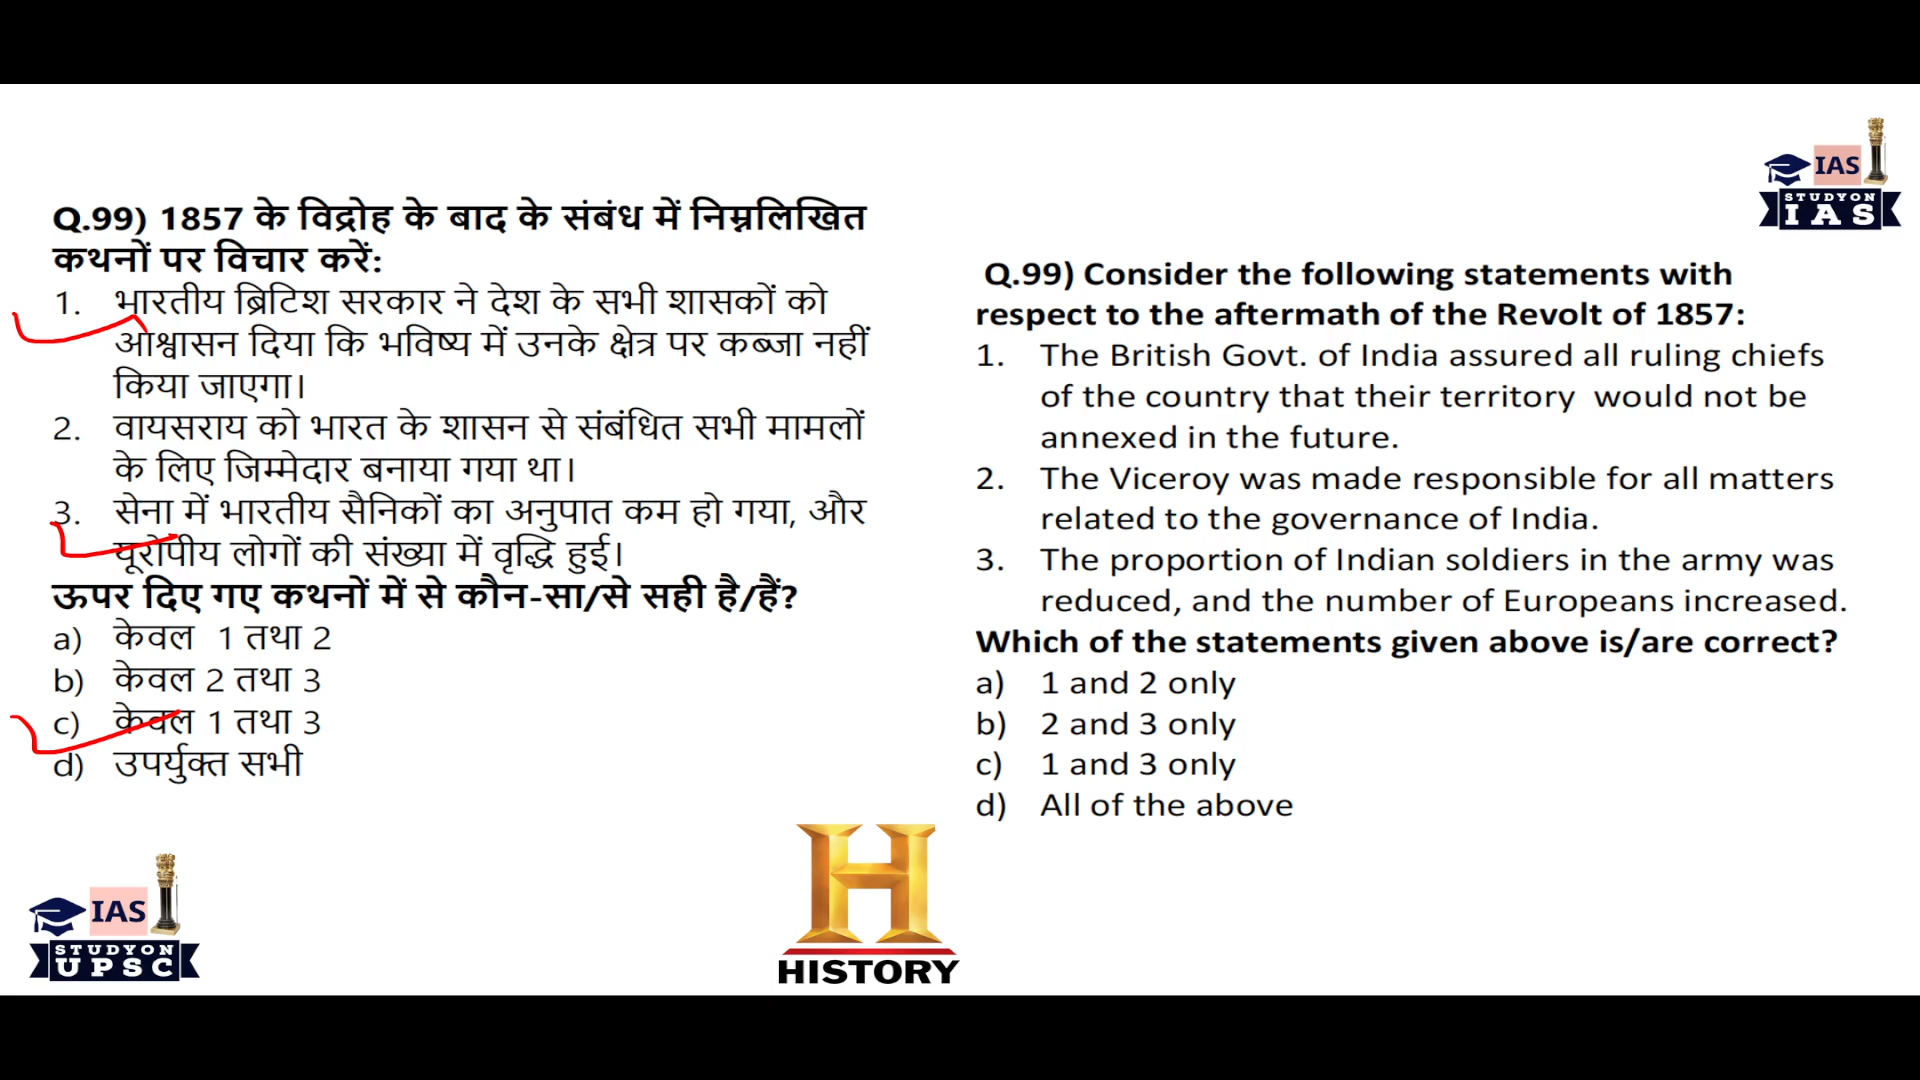 IAS
STUDYON
IAS
Q.99) 1857 के विद्रोह के बाद के संबंध में निम्नलिखित
कथनों पर विचार करें:
1. भारतीय ब्रिटिश सरकार ने देश के सभी शासकों को
आश्वासन दिया कि भविष्य में उनके क्षेत्र पर कब्जा नहीं
किया जाएगा।
2. वायसराय को भारत के शासन से संबंधित सभी मामलों
के लिए जिम्मेदार बनाया गया था।
3. सेना में भारतीय सैनिकों का अनुपात कम हो गया, और
यूरोपीय लोगों की संख्या में वृद्धि हुई।
ऊपर दिए गए कथनों में से कौन-सा/से सही है/हैं?
a) केवल 1 तथा 2
b) केवल 2 तथा 3
c) केवल 1 तथा 3
d) उपर्युक्त सभी
Q.99) Consider the following statements with
respect to the aftermath of the Revolt of 1857:
1. The British Govt. of India assured all ruling chiefs
of the country that their territory would not be
annexed in the future.
2. The Viceroy was made responsible for all matters
related to the governance of India.
3. The proportion of Indian soldiers in the army was
reduced, and the number of Europeans increased.
Which of the statements given above is/are correct?
a) 1 and 2 only
b) 2 and 3 only
c) 1 and 3 only
d) All of the above
IAS
STUDYON
UPSC
H
HISTORY